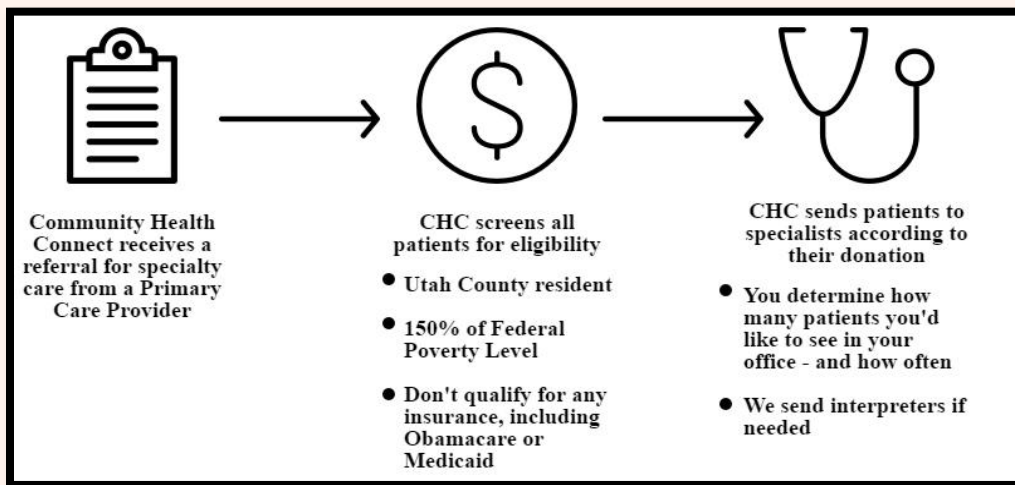 Community Health
Connect receives a
referral for specialty
care from a Primary
Care Provider
CHC screens all
patients for eligibility
• Utah County resident
• 150% of Federal
Poverty Level
• Don't qualify for any
insurance, including
Obamacare or
Medicaid
CHC sends patients to
specialists according to
their donation
• You determine how
many patients you'd
like to see in your
office - and how often
• We send interpreters if
needed